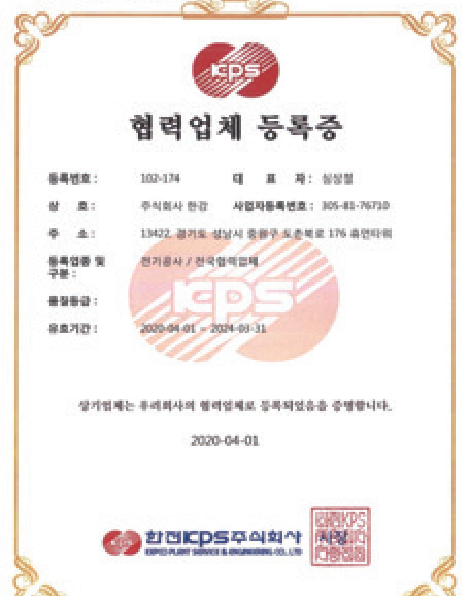 KPS
협력업체 등록증
등록번호 : 102-174 대 표 자 : 심상철
상 호 : 주식회사 한강 사업자등록번호 : 305-81-76710
주 소 : 13422, 경기도 성남시 중원구 도촌북로 176 휴먼타워
등록업종 및 구분 : 전기공사 / 전국협력업체
품질등급 :
유효기간 : 2020-04-01 ~ 2024-03-31
KPS
상기업체는 우리회사의 협력업체로 등록되었음을 증명합니다.
2020-04-01
한전KPS주식회사
KEPCO PLANT SERVICE & ENGINEERING CO., LTD
사장